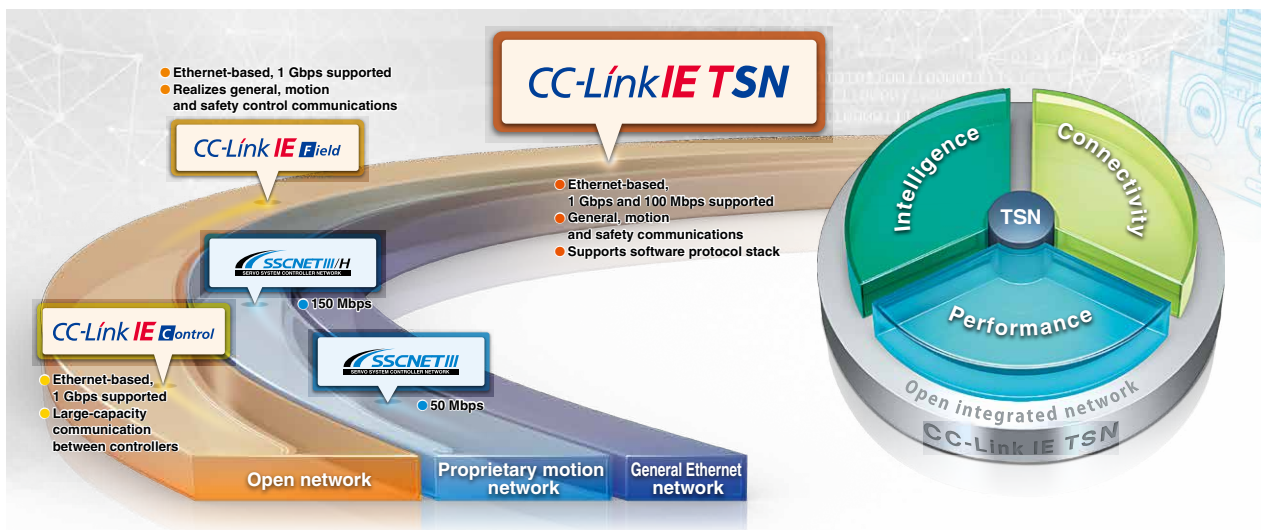 Ethernet-based, 1 Gbps supported
Realizes general, motion
and safety control communications
CC-Link IE Field
CC-Link IE TSN
Ethernet-based,
1 Gbps and 100 Mbps supported
General, motion
and safety communications
Supports software protocol stack
SSCNETIII/H
SERVO SYSTEM CONTROLLER NETWORK
150 Mbps
CC-Link IE Control
Ethernet-based,
1 Gbps supported
Large-capacity
communication
between controllers
SSCNETIII
SERVO SYSTEM CONTROLLER NETWORK
50 Mbps
Open network
Proprietary motion
network
General Ethernet
network
Intelligence
Connectivity
TSN
Performance
Open integrated network
CC-Link IE TSN